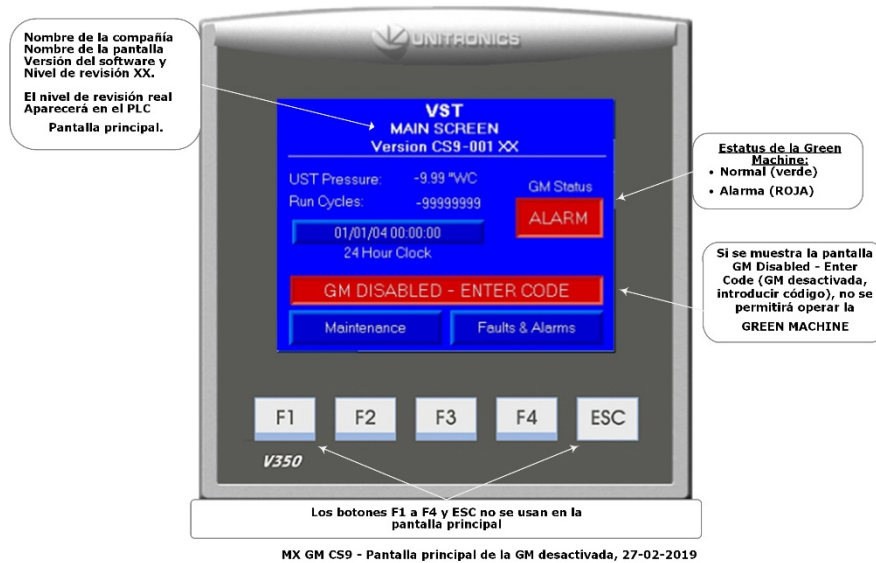 UNITRONICS
Nombre de la compañía
Nombre de la pantalla
Versión del software y
Nivel de revisión XX.
El nivel de revisión real
Aparecerá en el PLC
Pantalla principal.
VST
MAIN SCREEN
Version CS9-001 XX
UST Pressure: -9.99 "WC
Run Cycles: -99999999
GM Status
ALARM
01/01/04 00:00:00
24 Hour Clock
GM DISABLED - ENTER CODE
Maintenance
Faults & Alarms
Estatus de la Green
Machine:
• Normal (verde)
• Alarma (ROJA)
Si se muestra la pantalla
GM Disabled - Enter
Code (GM desactivada,
introducir código), no se
permitirá operar la
GREEN MACHINE
F1 F2 F3 F4 ESC
V350
Los botones F1 a F4 y ESC no se usan en la
pantalla principal
MX GM CS9 - Pantalla principal de la GM desactivada, 27-02-2019